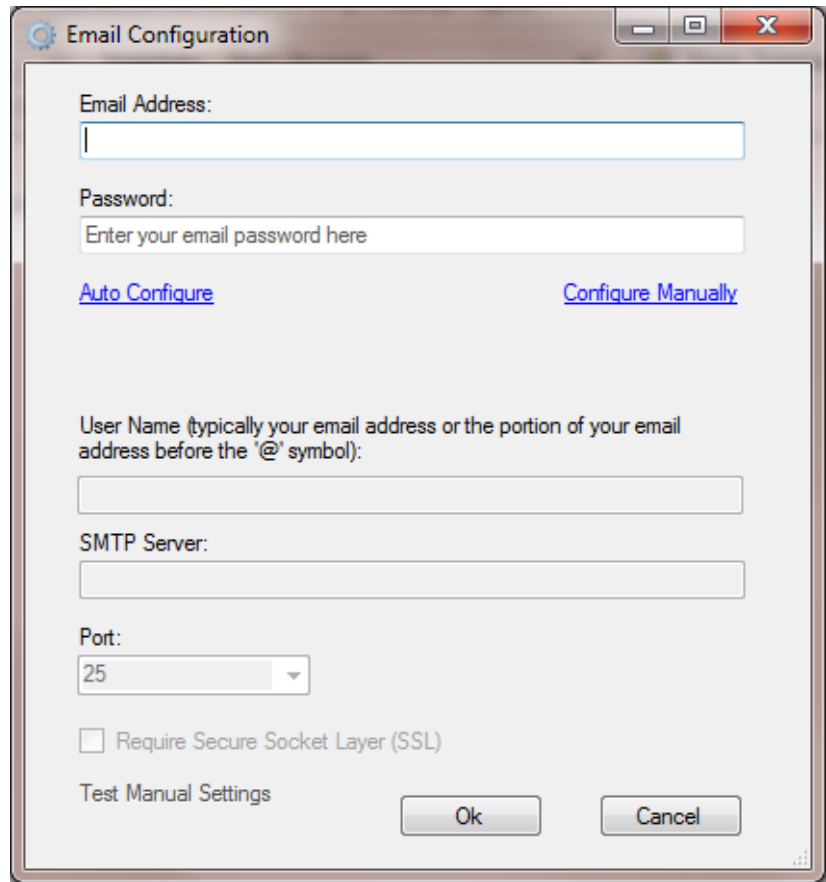 Email Configuration
Email Address:
Password:
Enter your email password here
Auto Configure
Configure Manually
User Name (typically your email address or the portion of your email
address before the '@' symbol):
SMTP Server:
Port:
25
Require Secure Socket Layer (SSL)
Test Manual Settings
Ok
Cancel